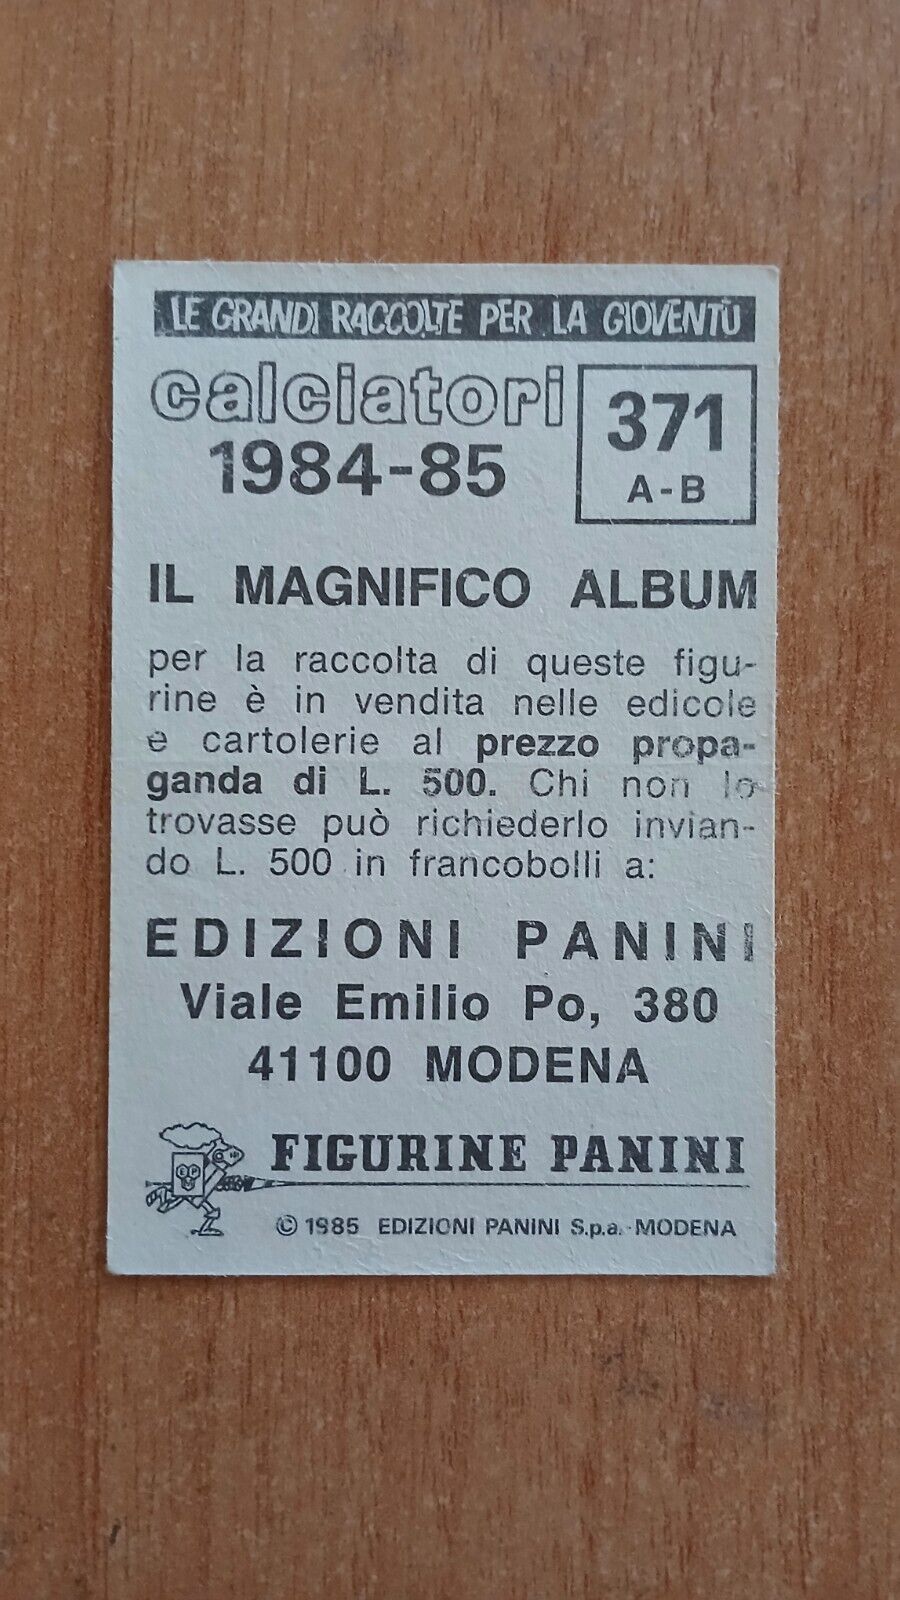 LE GRANDI RACCOLTE PER LA GIOVENTÙ
calciatori
1984-85
371
A-B
IL MAGNIFICO ALBUM
per la raccolta di queste figu-
rine è in vendita nelle edicole
e cartolerie al prezzo propa-
ganda di L. 500. Chi non lo
trovasse può richiederlo invian-
do L. 500 in francobolli a:
EDIZIONI PANINI
Viale Emilio Po, 380
41100 MODENA
EP
FIGURINE PANINI
© 1985 EDIZIONI PANINI S.p.a. - MODENA